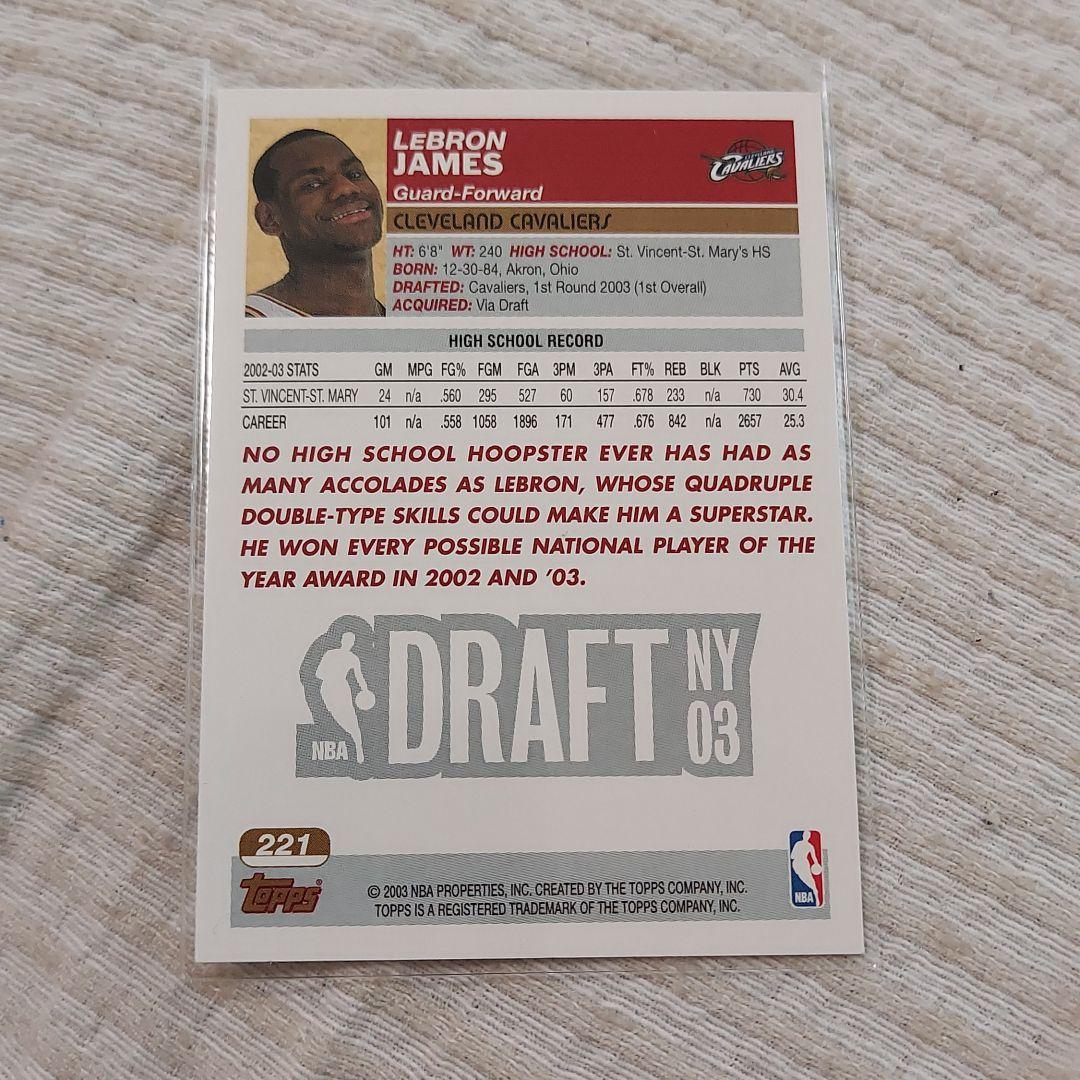 LeBRON
JAMES
Guard-Forward
CLEVELAND CAVALIERS
CLEVELAND
CAVALIERS
HT: 6'8" WT: 240 HIGH SCHOOL: St. Vincent-St. Mary's HS
BORN: 12-30-84, Akron, Ohio
DRAFTED: Cavaliers, 1st Round 2003 (1st Overall)
ACQUIRED: Via Draft
HIGH SCHOOL RECORD
2002-03 STATS GM MPG FG% FGM FGA 3PM 3PA FT% REB BLK PTS AVG
ST. VINCENT-ST. MARY 24 n/a .560 295 527 60 157 .678 233 n/a 730 30.4
CAREER 101 n/a .558 1058 1896 171 477 .676 842 n/a 2657 25.3
NO HIGH SCHOOL HOOPSTER EVER HAS HAD AS
MANY ACCOLADES AS LEBRON, WHOSE QUADRUPLE
DOUBLE-TYPE SKILLS COULD MAKE HIM A SUPERSTAR.
HE WON EVERY POSSIBLE NATIONAL PLAYER OF THE
YEAR AWARD IN 2002 AND '03.
NBA DRAFT NY 03
221
Topps®
© 2003 NBA PROPERTIES, INC. CREATED BY THE TOPPS COMPANY, INC.
TOPPS IS A REGISTERED TRADEMARK OF THE TOPPS COMPANY, INC.
NBA